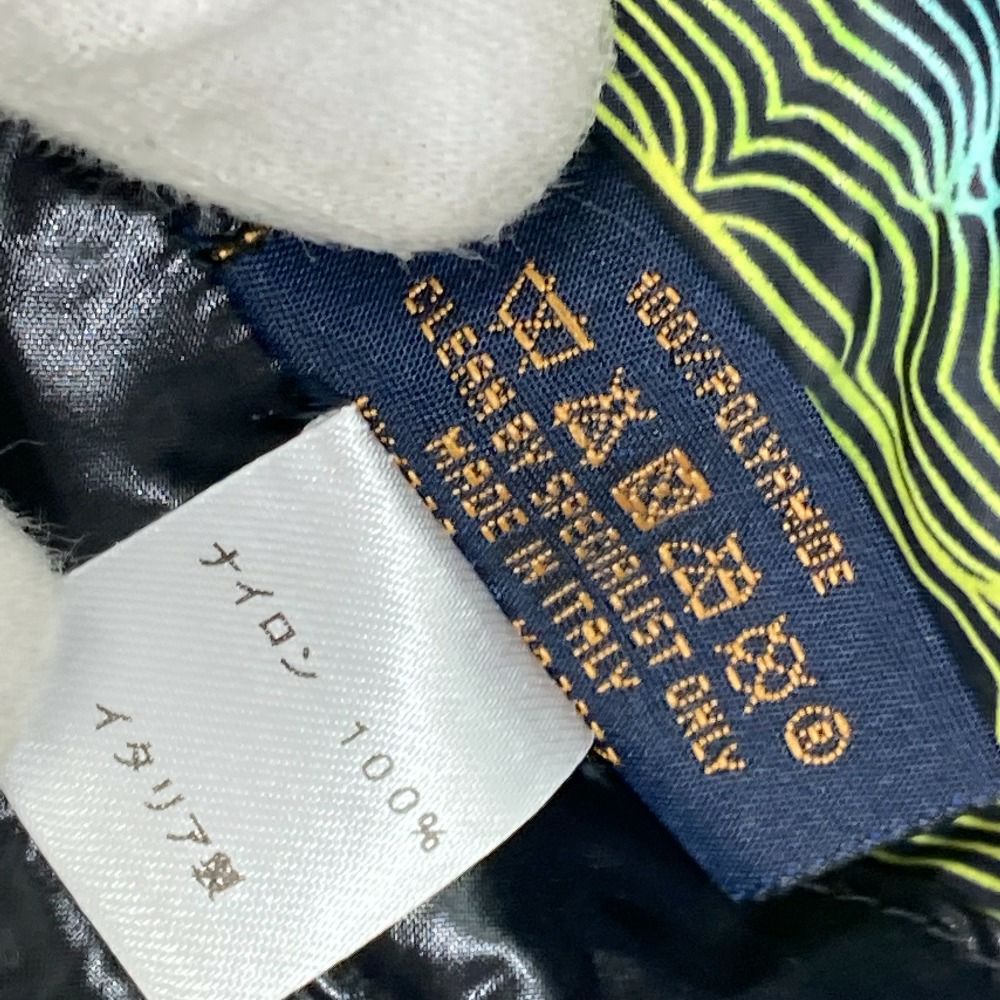 100% POLYAMIDE
CLEAN BY SPECIALIST ONLY
MADE IN ITALY
ナイロン 100%
イタリア製